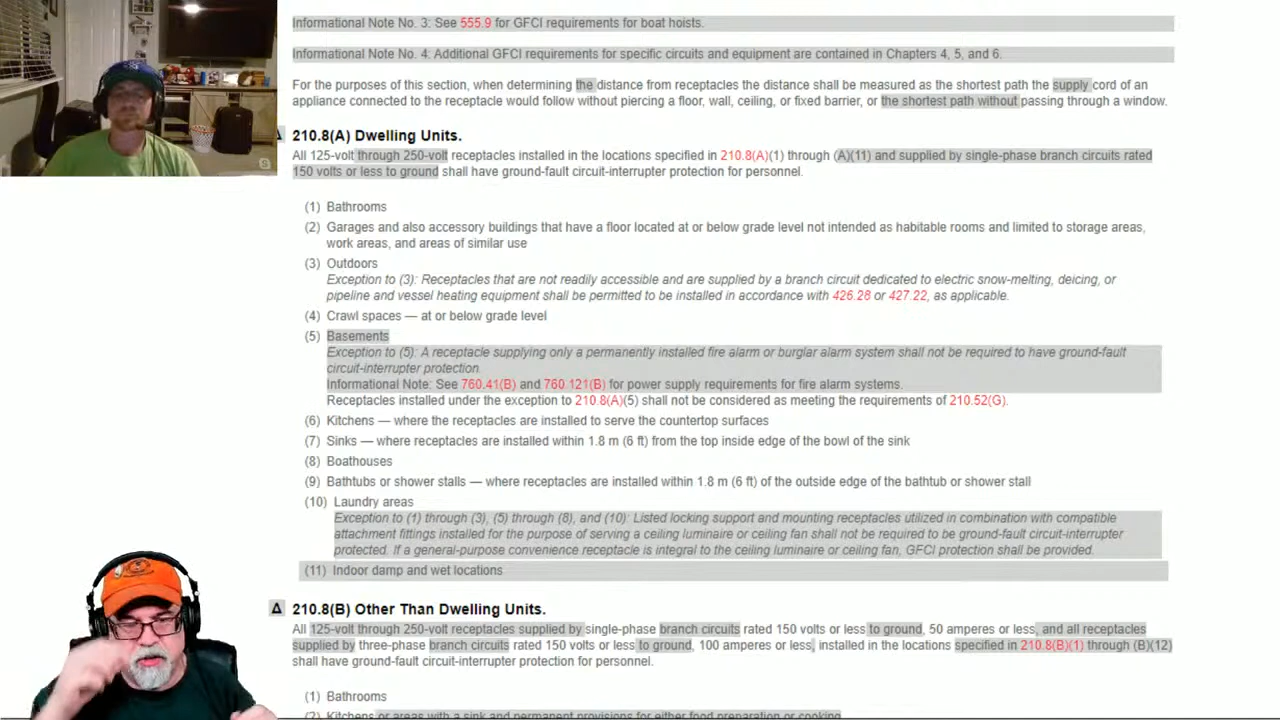 Informational Note No. 3: See 555.9 for GFCI requirements for boat hoists.
Informational Note No. 4: Additional GFCI requirements for specific circuits and equipment are contained in Chapters 4, 5, and 6.
For the purposes of this section, when determining the distance from receptacles the distance shall be measured as the shortest path the supply cord of an
appliance connected to the receptacle would follow without piercing a floor, wall, ceiling, or fixed barrier, or the shortest path without passing through a window.
210.8(A) Dwelling Units.
All 125-volt through 250-volt receptacles installed in the locations specified in 210.8(A)(1) through (A)(11) and supplied by single-phase branch circuits rated
150 volts or less to ground shall have ground-fault circuit-interrupter protection for personnel.
(1) Bathrooms
(2) Garages and also accessory buildings that have a floor located at or below grade level not intended as habitable rooms and limited to storage areas,
work areas, and areas of similar use
(3) Outdoors
Exception to (3): Receptacles that are not readily accessible and are supplied by a branch circuit dedicated to electric snow-melting, deicing, or
pipeline and vessel heating equipment shall be permitted to be installed in accordance with 426.28 or 427.22, as applicable.
(4) Crawl spaces — at or below grade level
(5) Basements
Exception to (5): A receptacle supplying only a permanently installed fire alarm or burglar alarm system shall not be required to have ground-fault
circuit-interrupter protection.
Informational Note: See 760.41(B) and 760.121(B) for power supply requirements for fire alarm systems.
Receptacles installed under the exception to 210.8(A)(5) shall not be considered as meeting the requirements of 210.52(G).
(6) Kitchens — where the receptacles are installed to serve the countertop surfaces
(7) Sinks — where receptacles are installed within 1.8 m (6 ft) from the top inside edge of the bowl of the sink
(8) Boathouses
(9) Bathtubs or shower stalls — where receptacles are installed within 1.8 m (6 ft) of the outside edge of the bathtub or shower stall
(10) Laundry areas
Exception to (1) through (3), (5) through (8), and (10): Listed locking support and mounting receptacles utilized in combination with compatible
attachment fittings installed for the purpose of serving a ceiling luminaire or ceiling fan shall not be required to be ground-fault circuit-interrupter
protected. If a general-purpose convenience receptacle is integral to the ceiling luminaire or ceiling fan, GFCI protection shall be provided.
(11) Indoor damp and wet locations
Δ 210.8(B) Other Than Dwelling Units.
All 125-volt through 250-volt receptacles supplied by single-phase branch circuits rated 150 volts or less to ground, 50 amperes or less, and all receptacles
supplied by three-phase branch circuits rated 150 volts or less to ground, 100 amperes or less, installed in the locations specified in 210.8(B)(1) through (B)(12)
shall have ground-fault circuit-interrupter protection for personnel.
(1) Bathrooms
(2) Kitchens or areas with a sink and permanent provisions for either food preparation or cooking